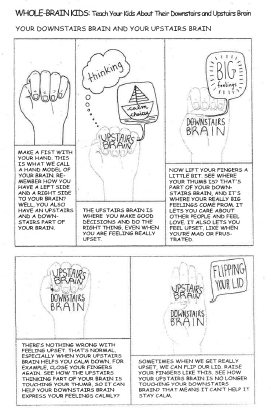 WHOLE-BRAIN KIDS: Teach Your Kids About Their Downstairs and Upstairs Brain
YOUR DOWNSTAIRS BRAIN AND YOUR UPSTAIRS BRAIN
MAKE A FIST WITH
YOUR HAND. THIS
IS WHAT WE CALL
A HAND MODEL OF
YOUR BRAIN. RE-
MEMBER HOW YOU
HAVE A LEFT SIDE
AND A RIGHT SIDE
TO YOUR BRAIN?
WELL, YOU ALSO
HAVE AN UPSTAIRS
AND A DOWN-
STAIRS PART OF
YOUR BRAIN.
thinking
calm
choices
UPSTAIRS
BRAIN
THE UPSTAIRS BRAIN IS
WHERE YOU MAKE GOOD
DECISIONS AND DO THE
RIGHT THING, EVEN WHEN
YOU ARE FEELING REALLY
UPSET.
BIG
feelings
DOWNSTAIRS
BRAIN
NOW LIFT YOUR FINGERS A
LITTLE BIT. SEE WHERE
YOUR THUMB IS? THAT'S
PART OF YOUR DOWN-
STAIRS BRAIN, AND IT'S
WHERE YOUR REALLY BIG
FEELINGS COME FROM. IT
LETS YOU CARE ABOUT
OTHER PEOPLE AND FEEL
LOVE. IT ALSO LETS YOU
FEEL UPSET, LIKE WHEN
YOU'RE MAD OR FRUS-
TRATED.
UPSTAIRS
BRAIN
DOWNSTAIRS
BRAIN
THERE'S NOTHING WRONG WITH
FEELING UPSET. THAT'S NORMAL,
ESPECIALLY WHEN YOUR UPSTAIRS
BRAIN HELPS YOU CALM DOWN. FOR
EXAMPLE, CLOSE YOUR FINGERS
AGAIN. SEE HOW THE UPSTAIRS
THINKING PART OF YOUR BRAIN IS
TOUCHING YOUR THUMB, SO IT CAN
HELP YOUR DOWNSTAIRS BRAIN
EXPRESS YOUR FEELINGS CALMLY?
FLIPPING
YOUR LID
UPSTAIRS
BRAIN
DOWNSTAIRS
BRAIN
SOMETIMES WHEN WE GET REALLY
UPSET, WE CAN FLIP OUR LID. RAISE
YOUR FINGERS LIKE THIS. SEE HOW
YOUR UPSTAIRS BRAIN IS NO LONGER
TOUCHING YOUR DOWNSTAIRS
BRAIN? THAT MEANS IT CAN'T HELP IT
STAY CALM.